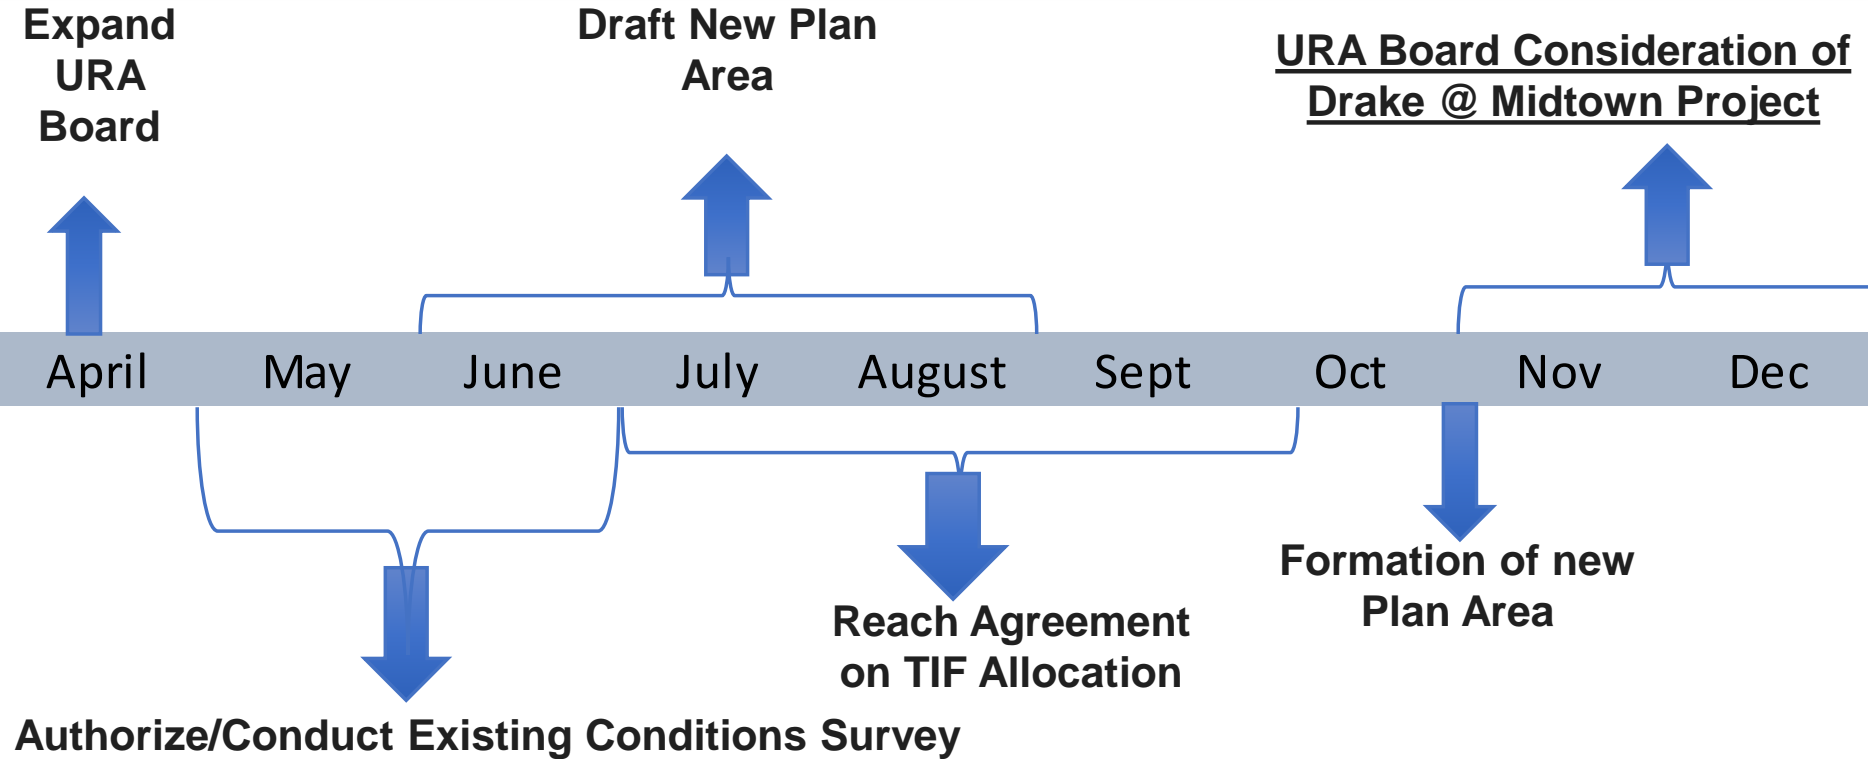 Expand
URA
Board
Draft New Plan
Area
URA Board Consideration of
Drake @ Midtown Project
April May June July August Sept Oct Nov Dec
Formation of new
Plan Area
Reach Agreement
on TIF Allocation
Authorize/Conduct Existing Conditions Survey